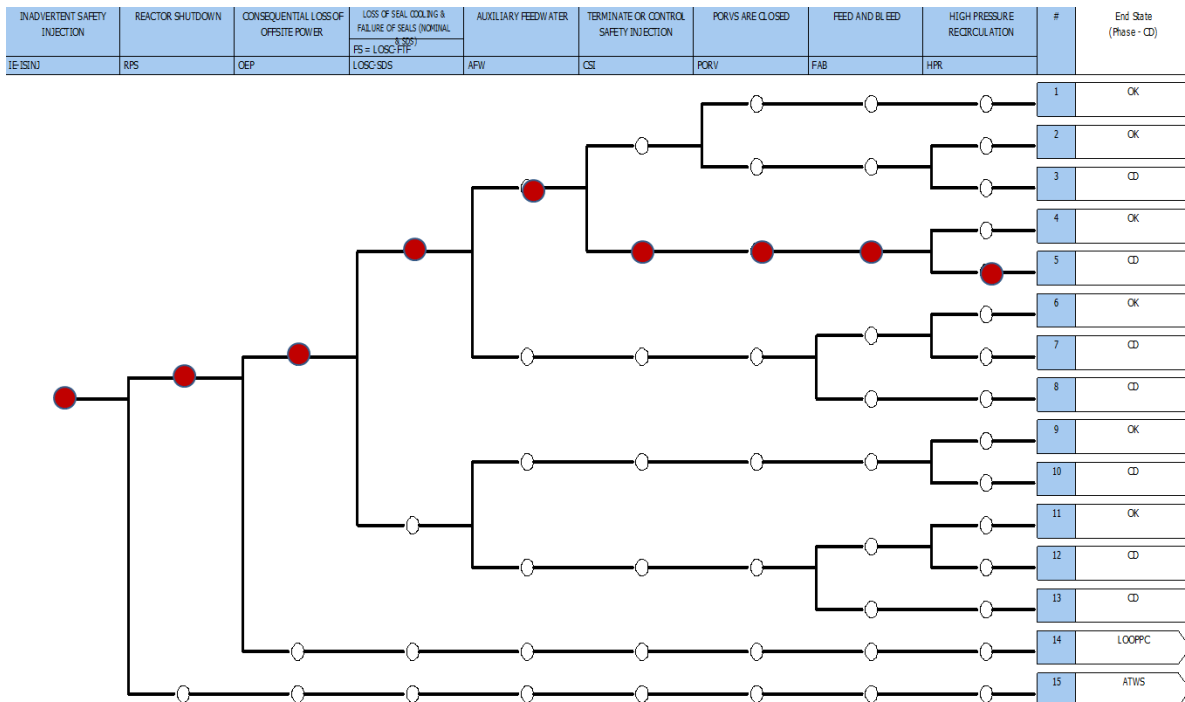 INADVERTENT SAFETY
INJECTION
REACTOR SHUTDOWN
CONSEQUENTIAL LOSS OF
OFFSITE POWER
LOSS OF SEAL COOLING &
FAILURE OF SEALS (NOMINAL
& SDS)
FS = LOSC-FTF
AUXILIARY FEEDWATER
TERMINATE OR CONTROL
SAFETY INJECTION
PORVS ARE CLOSED
FEED AND BLEED
HIGH PRESSURE
RECIRCULATION
#
End State
(Phase - CD)
IE-ISINJ
RPS
OEP
LOSC-SDS
AFW
CSI
PORV
FAB
HPR
1 OK
2 OK
3 CD
4 OK
5 CD
6 OK
7 CD
8 CD
9 OK
10 CD
11 OK
12 CD
13 CD
14 LOOPPC
15 ATWS